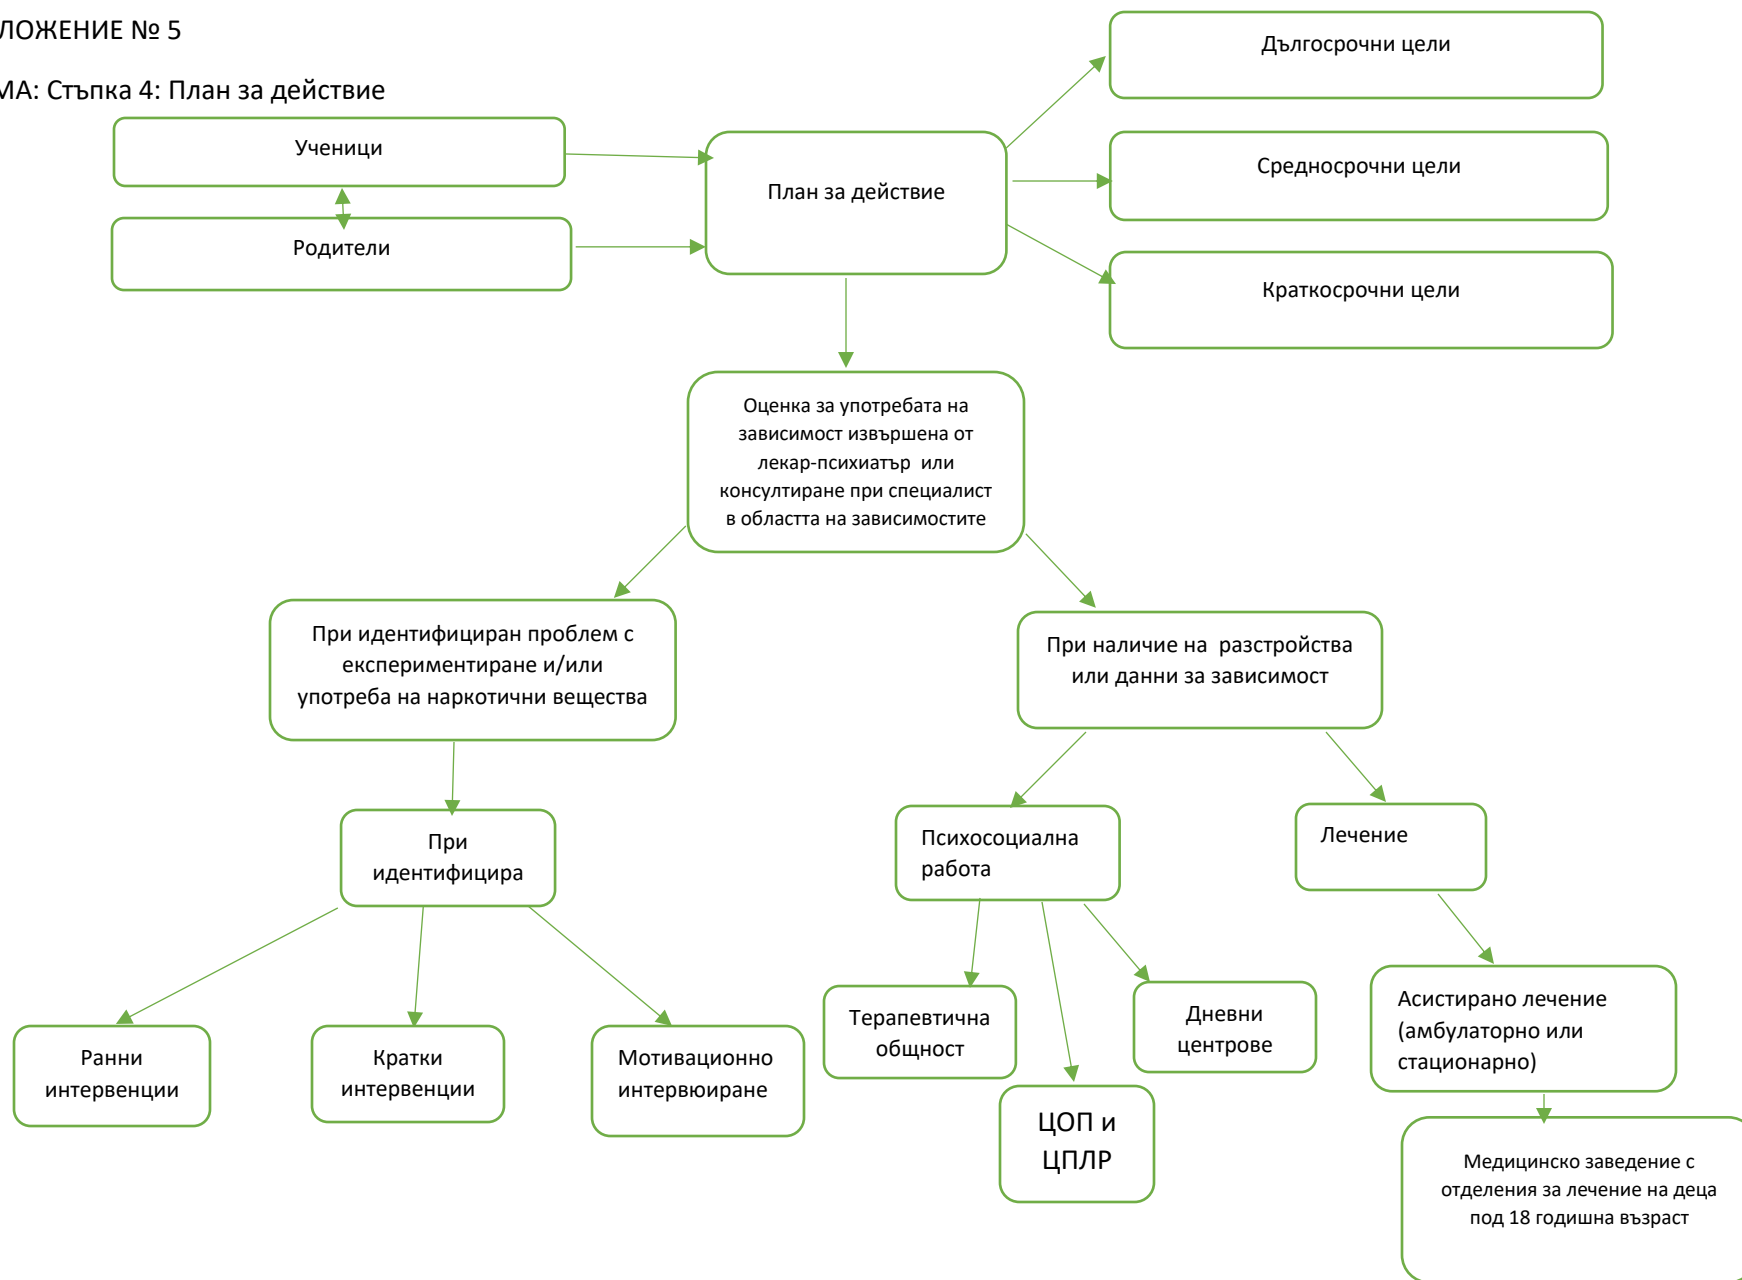 ЛОЖЕНИЕ № 5
МА: Стъпка 4: План за действие
Дългосрочни цели
Ученици
План за действие
Средносрочни цели
Родители
Краткосрочни цели
Оценка за употребата на
зависимост извършена от
лекар-психиатър или
консултиране при специалист
в областта на зависимостите
При идентифициран проблем с
експериментиране и/или
употреба на наркотични вещества
При наличие на разстройства
или данни за зависимост
При
идентифицира
Психосоциална
работа
Лечение
Ранни
интервенции
Кратки
интервенции
Мотивационно
интервюиране
Терапевтична
общност
ЦОП и
ЦПЛР
Дневни
центрове
Асистирано лечение
(амбулаторно или
стационарно)
Медицинско заведение с
отделения за лечение на деца
под 18 годишна възраст